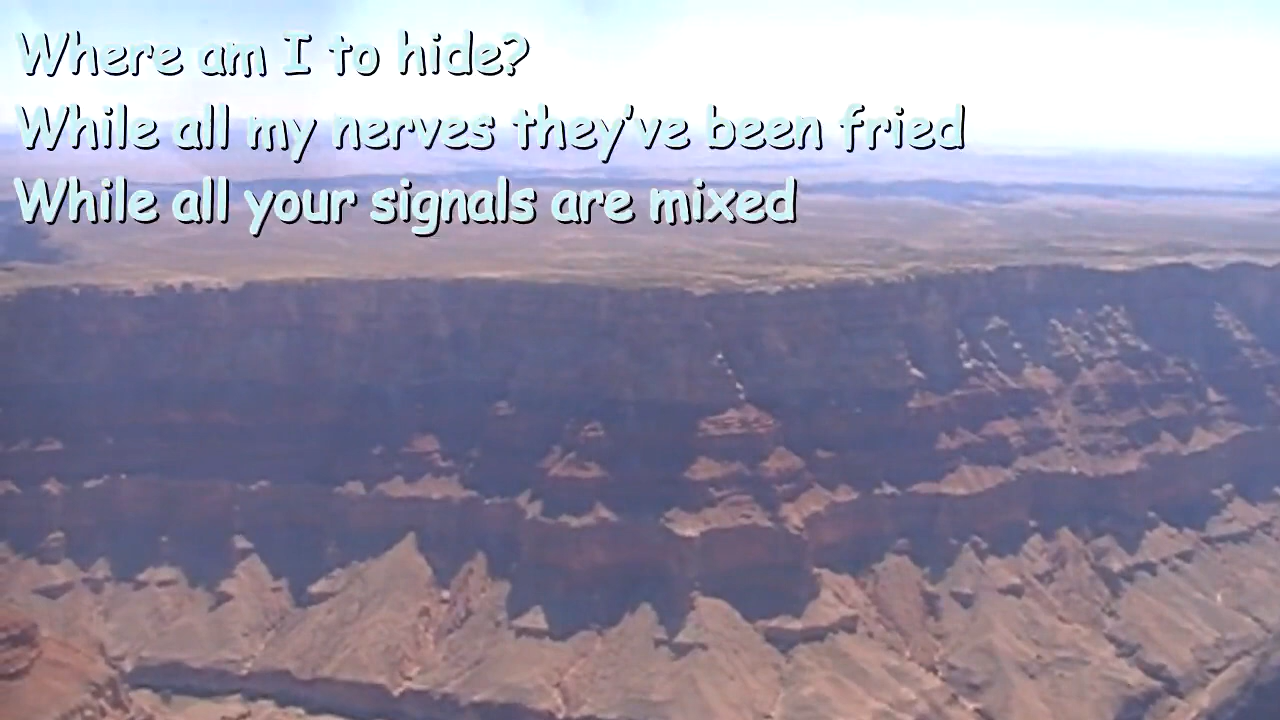 Where am I to hide?
While all my nerves they've been fried
While all your signals are mixed